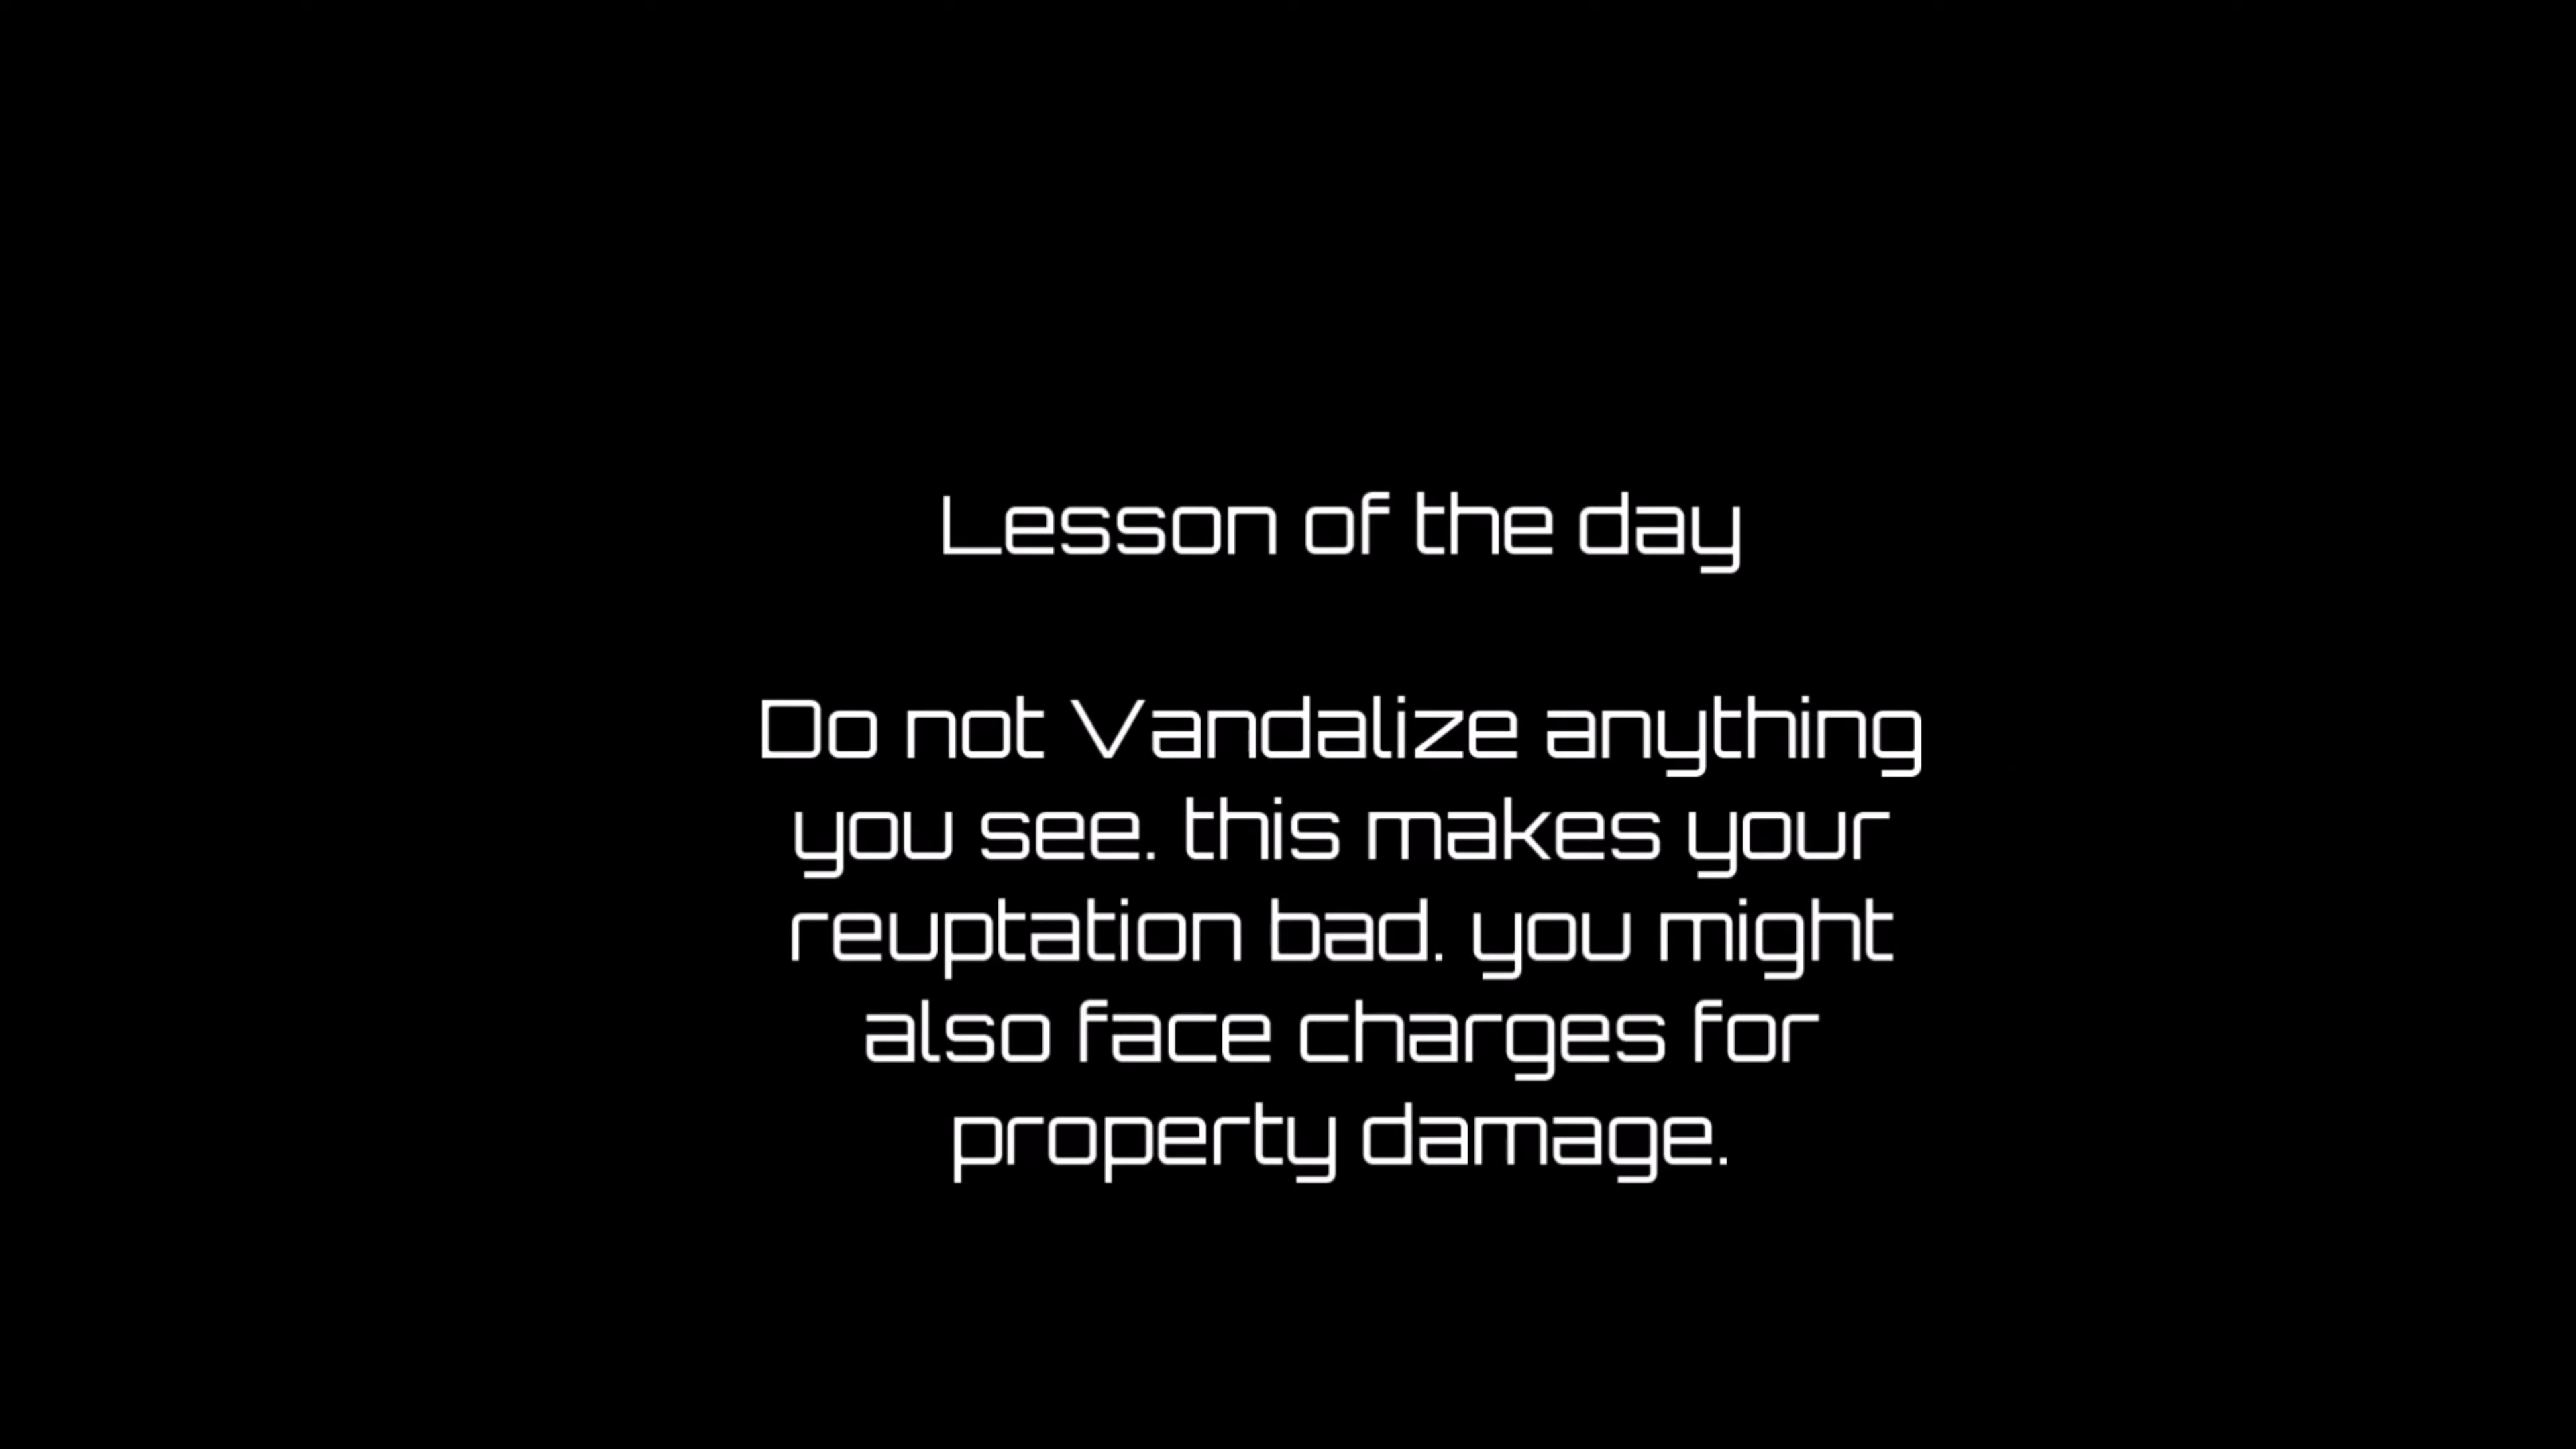 Lesson of the day
Do not Vandalize anything
you see. this makes your
reuptation bad. you might
also face charges for
property damage.